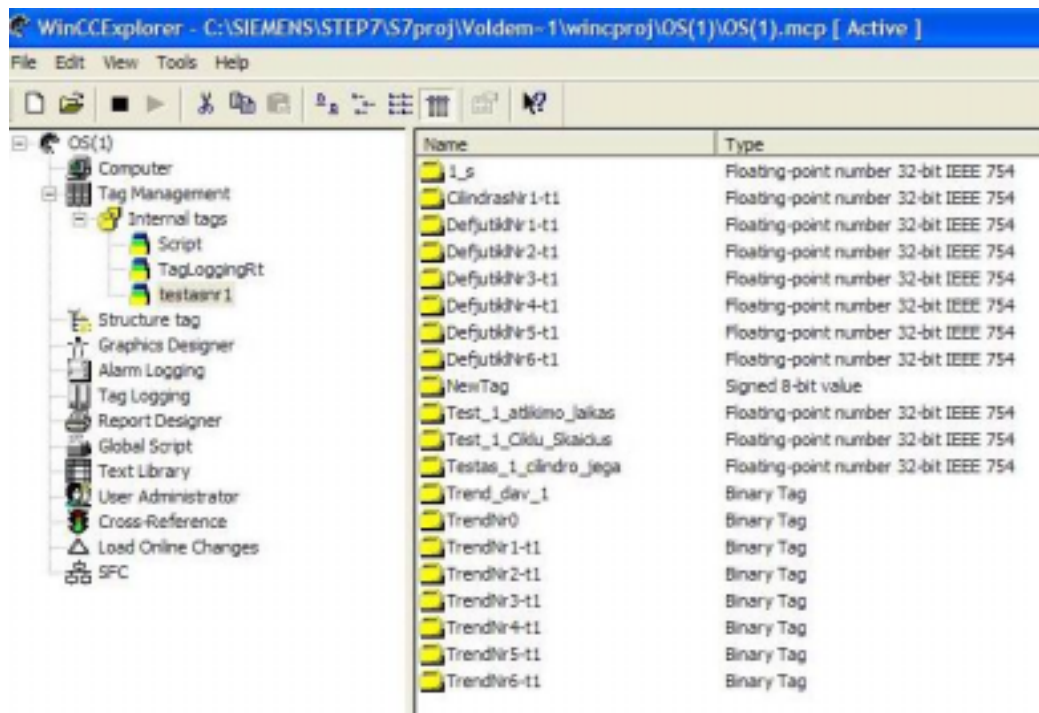 WinCCExplorer - C:\SIEMENS\STEP7\S7proj\Voldem~1\wincproj\OS(1)\OS(1).mcp [ Active ]
File Edit View Tools Help
OS(1)
Computer
Tag Management
Internal tags
Script
TagLoggingRt
testasnr1
Structure tag
Graphics Designer
Alarm Logging
Tag Logging
Report Designer
Global Script
Text Library
User Administrator
Cross-Reference
Load Online Changes
SFC
Name Type
1_s Floating-point number 32-bit IEEE 754
CilindrasNr1-t1 Floating-point number 32-bit IEEE 754
DefjutiklNr1-t1 Floating-point number 32-bit IEEE 754
DefjutiklNr2-t1 Floating-point number 32-bit IEEE 754
DefjutiklNr3-t1 Floating-point number 32-bit IEEE 754
DefjutiklNr4-t1 Floating-point number 32-bit IEEE 754
DefjutiklNr5-t1 Floating-point number 32-bit IEEE 754
DefjutiklNr6-t1 Floating-point number 32-bit IEEE 754
NewTag Signed 8-bit value
Test_1_atlikimo_laikas Floating-point number 32-bit IEEE 754
Test_1_Ciklu_Skaicius Floating-point number 32-bit IEEE 754
Testas_1_cilindro_jega Floating-point number 32-bit IEEE 754
Trend_dav_1 Binary Tag
TrendNr0 Binary Tag
TrendNr1-t1 Binary Tag
TrendNr2-t1 Binary Tag
TrendNr3-t1 Binary Tag
TrendNr4-t1 Binary Tag
TrendNr5-t1 Binary Tag
TrendNr6-t1 Binary Tag